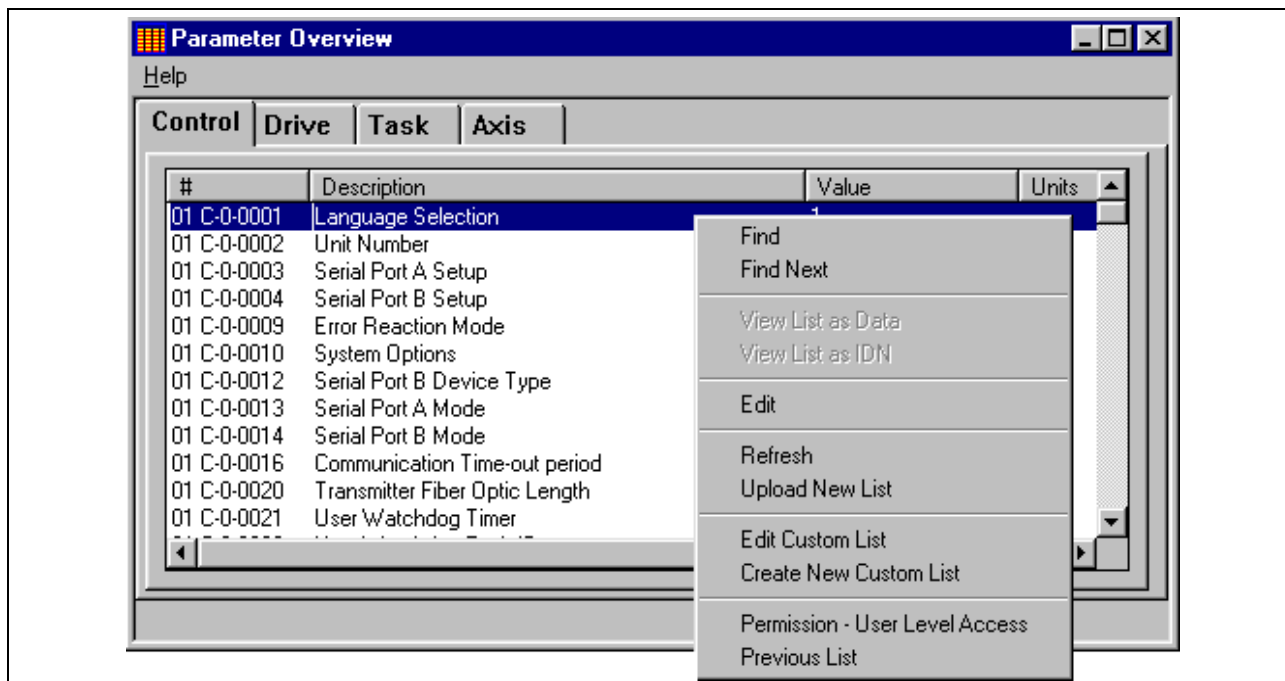 Parameter Overview
Help
Control Drive Task Axis
# Description Value Units
01 C-0-0001 Language Selection 1
01 C-0-0002 Unit Number
01 C-0-0003 Serial Port A Setup
01 C-0-0004 Serial Port B Setup
01 C-0-0009 Error Reaction Mode
01 C-0-0010 System Options
01 C-0-0012 Serial Port B Device Type
01 C-0-0013 Serial Port A Mode
01 C-0-0014 Serial Port B Mode
01 C-0-0016 Communication Time-out period
01 C-0-0020 Transmitter Fiber Optic Length
01 C-0-0021 User Watchdog Timer
Find
Find Next
View List as Data
View List as IDN
Edit
Refresh
Upload New List
Edit Custom List
Create New Custom List
Permission - User Level Access
Previous List